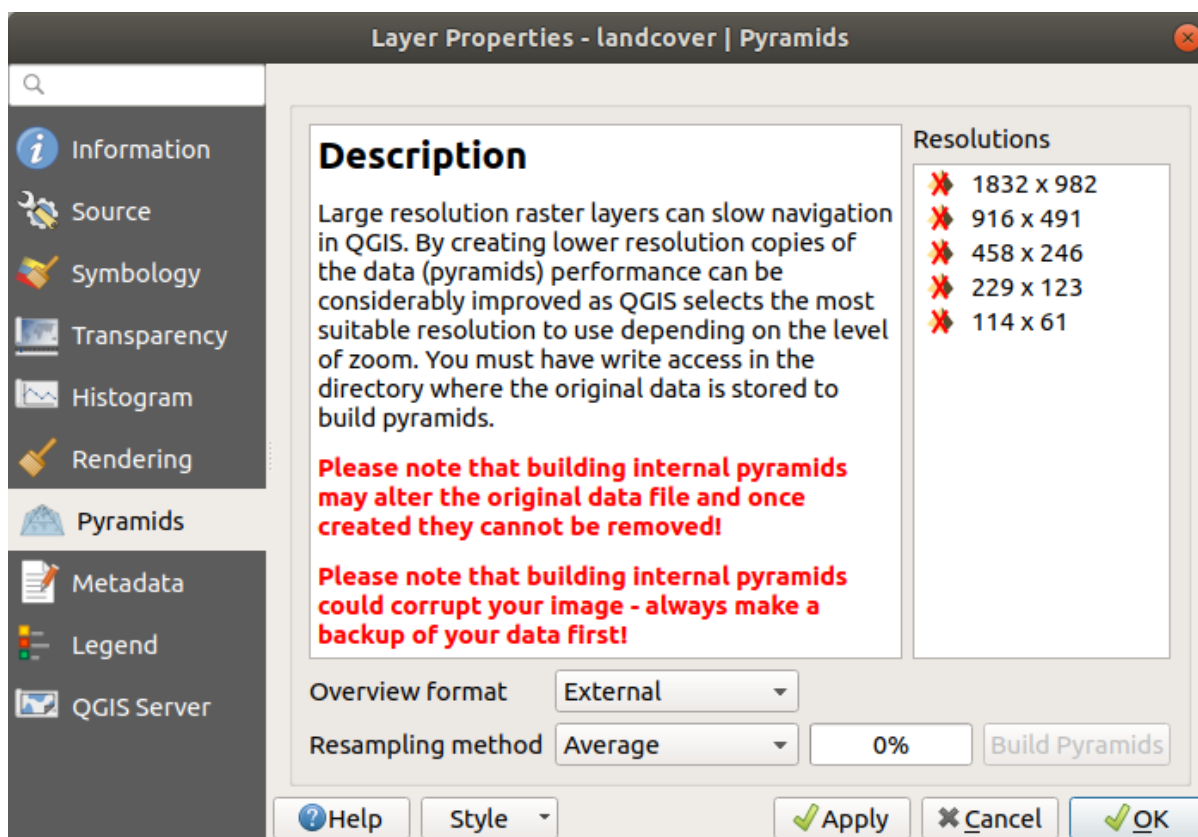 Layer Properties - landcover | Pyramids
Information
Source
Symbology
Transparency
Histogram
Rendering
Pyramids
Metadata
Legend
QGIS Server
Description
Large resolution raster layers can slow navigation
in QGIS. By creating lower resolution copies of
the data (pyramids) performance can be
considerably improved as QGIS selects the most
suitable resolution to use depending on the level
of zoom. You must have write access in the
directory where the original data is stored to
build pyramids.
Please note that building internal pyramids
may alter the original data file and once
created they cannot be removed!
Please note that building internal pyramids
could corrupt your image - always make a
backup of your data first!
Resolutions
1832 x 982
916 x 491
458 x 246
229 x 123
114 x 61
Overview format External
Resampling method Average 0% Build Pyramids
Help Style Apply Cancel OK